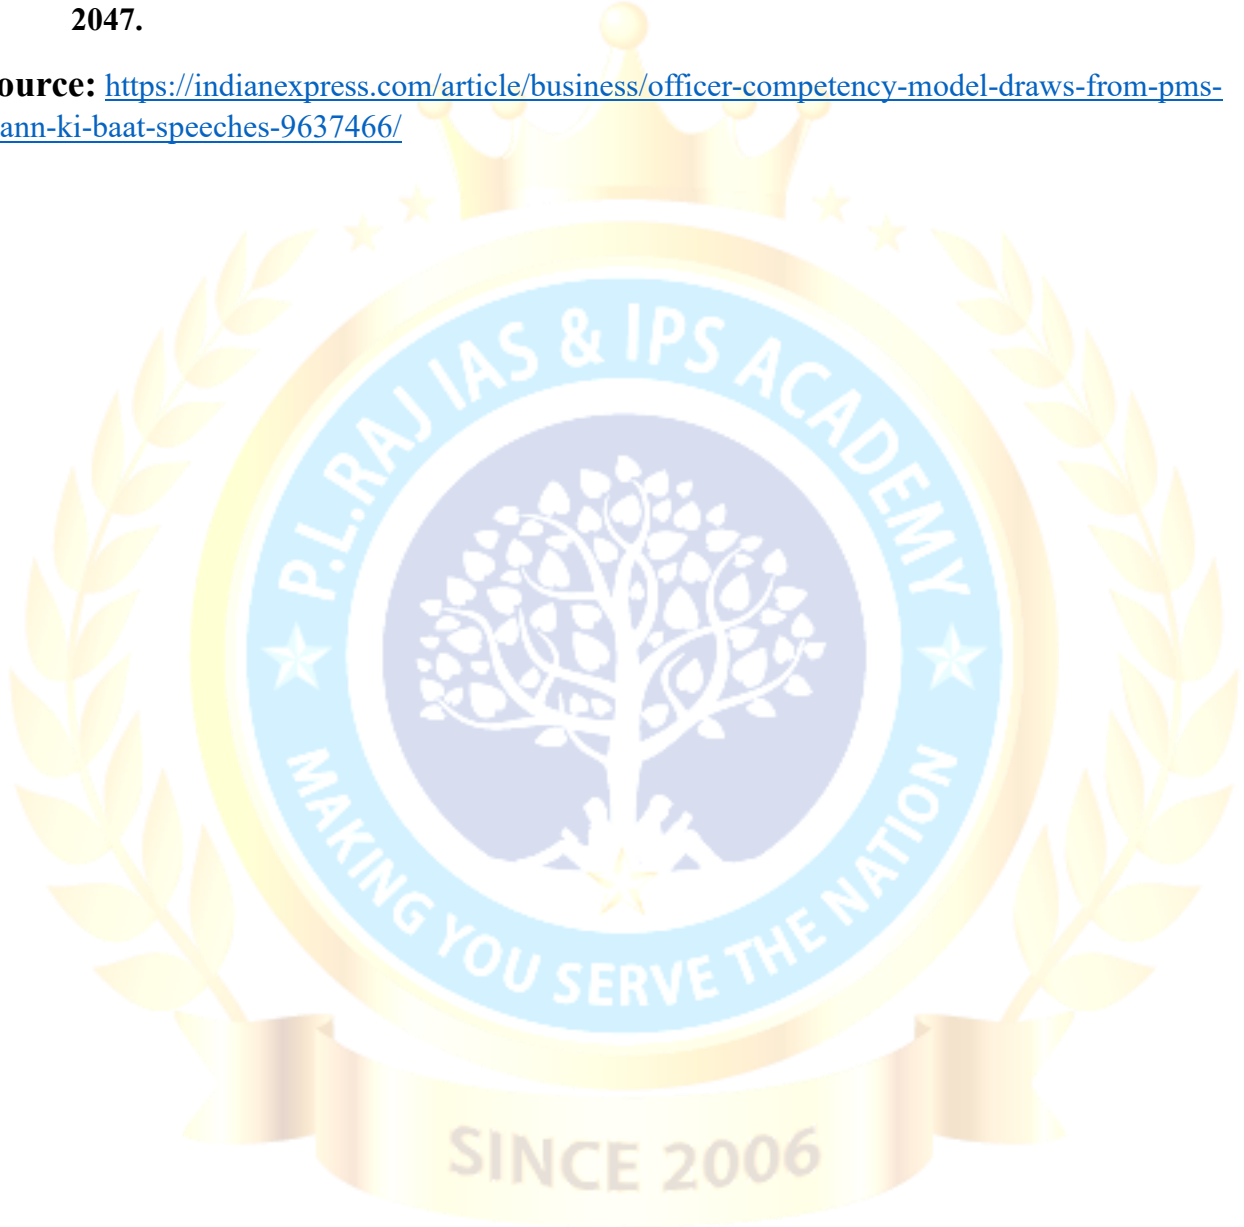 2047.
ource: https://indianexpress.com/article/business/officer-competency-model-draws-from-pms-
ann-ki-baat-speeches-9637466/
P.L.RAJ IAS & IPS ACADEMY
MAKING YOU SERVE THE NATION
SINCE 2006